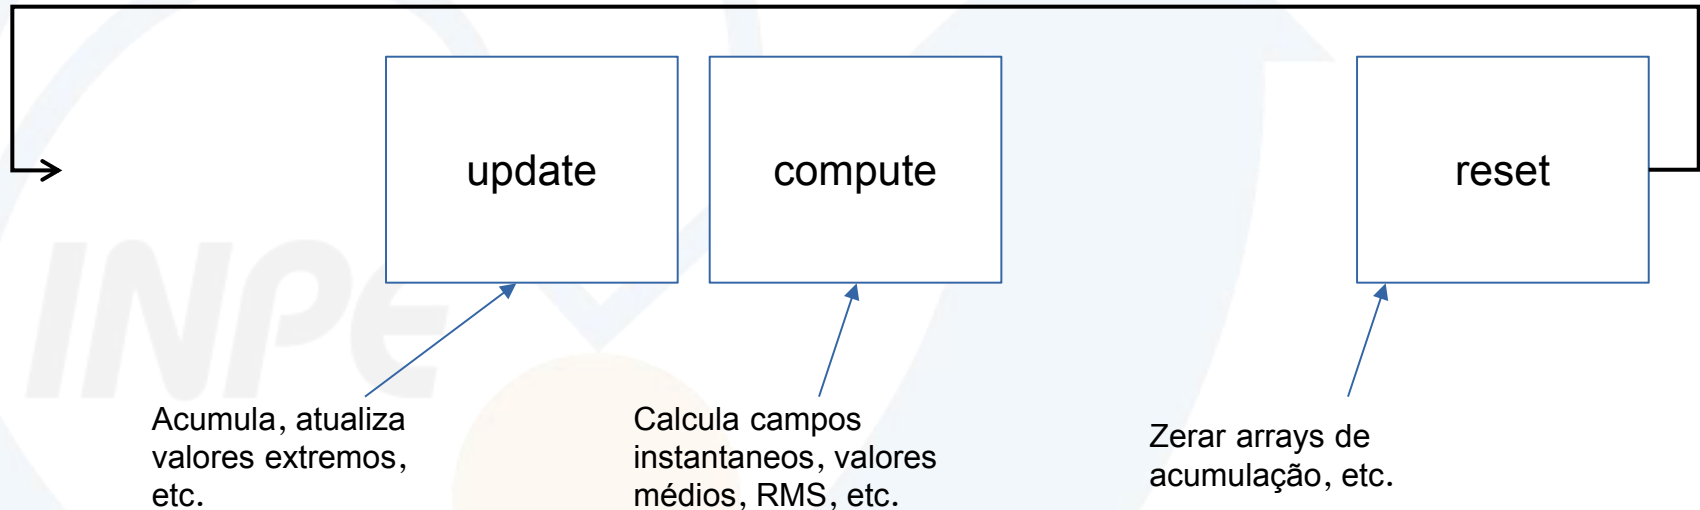 update
compute
reset
INPE
Acumula, atualiza
valores extremos,
etc.
Calcula campos
instantaneos, valores
médios, RMS, etc.
Zerar arrays de
acumulação, etc.